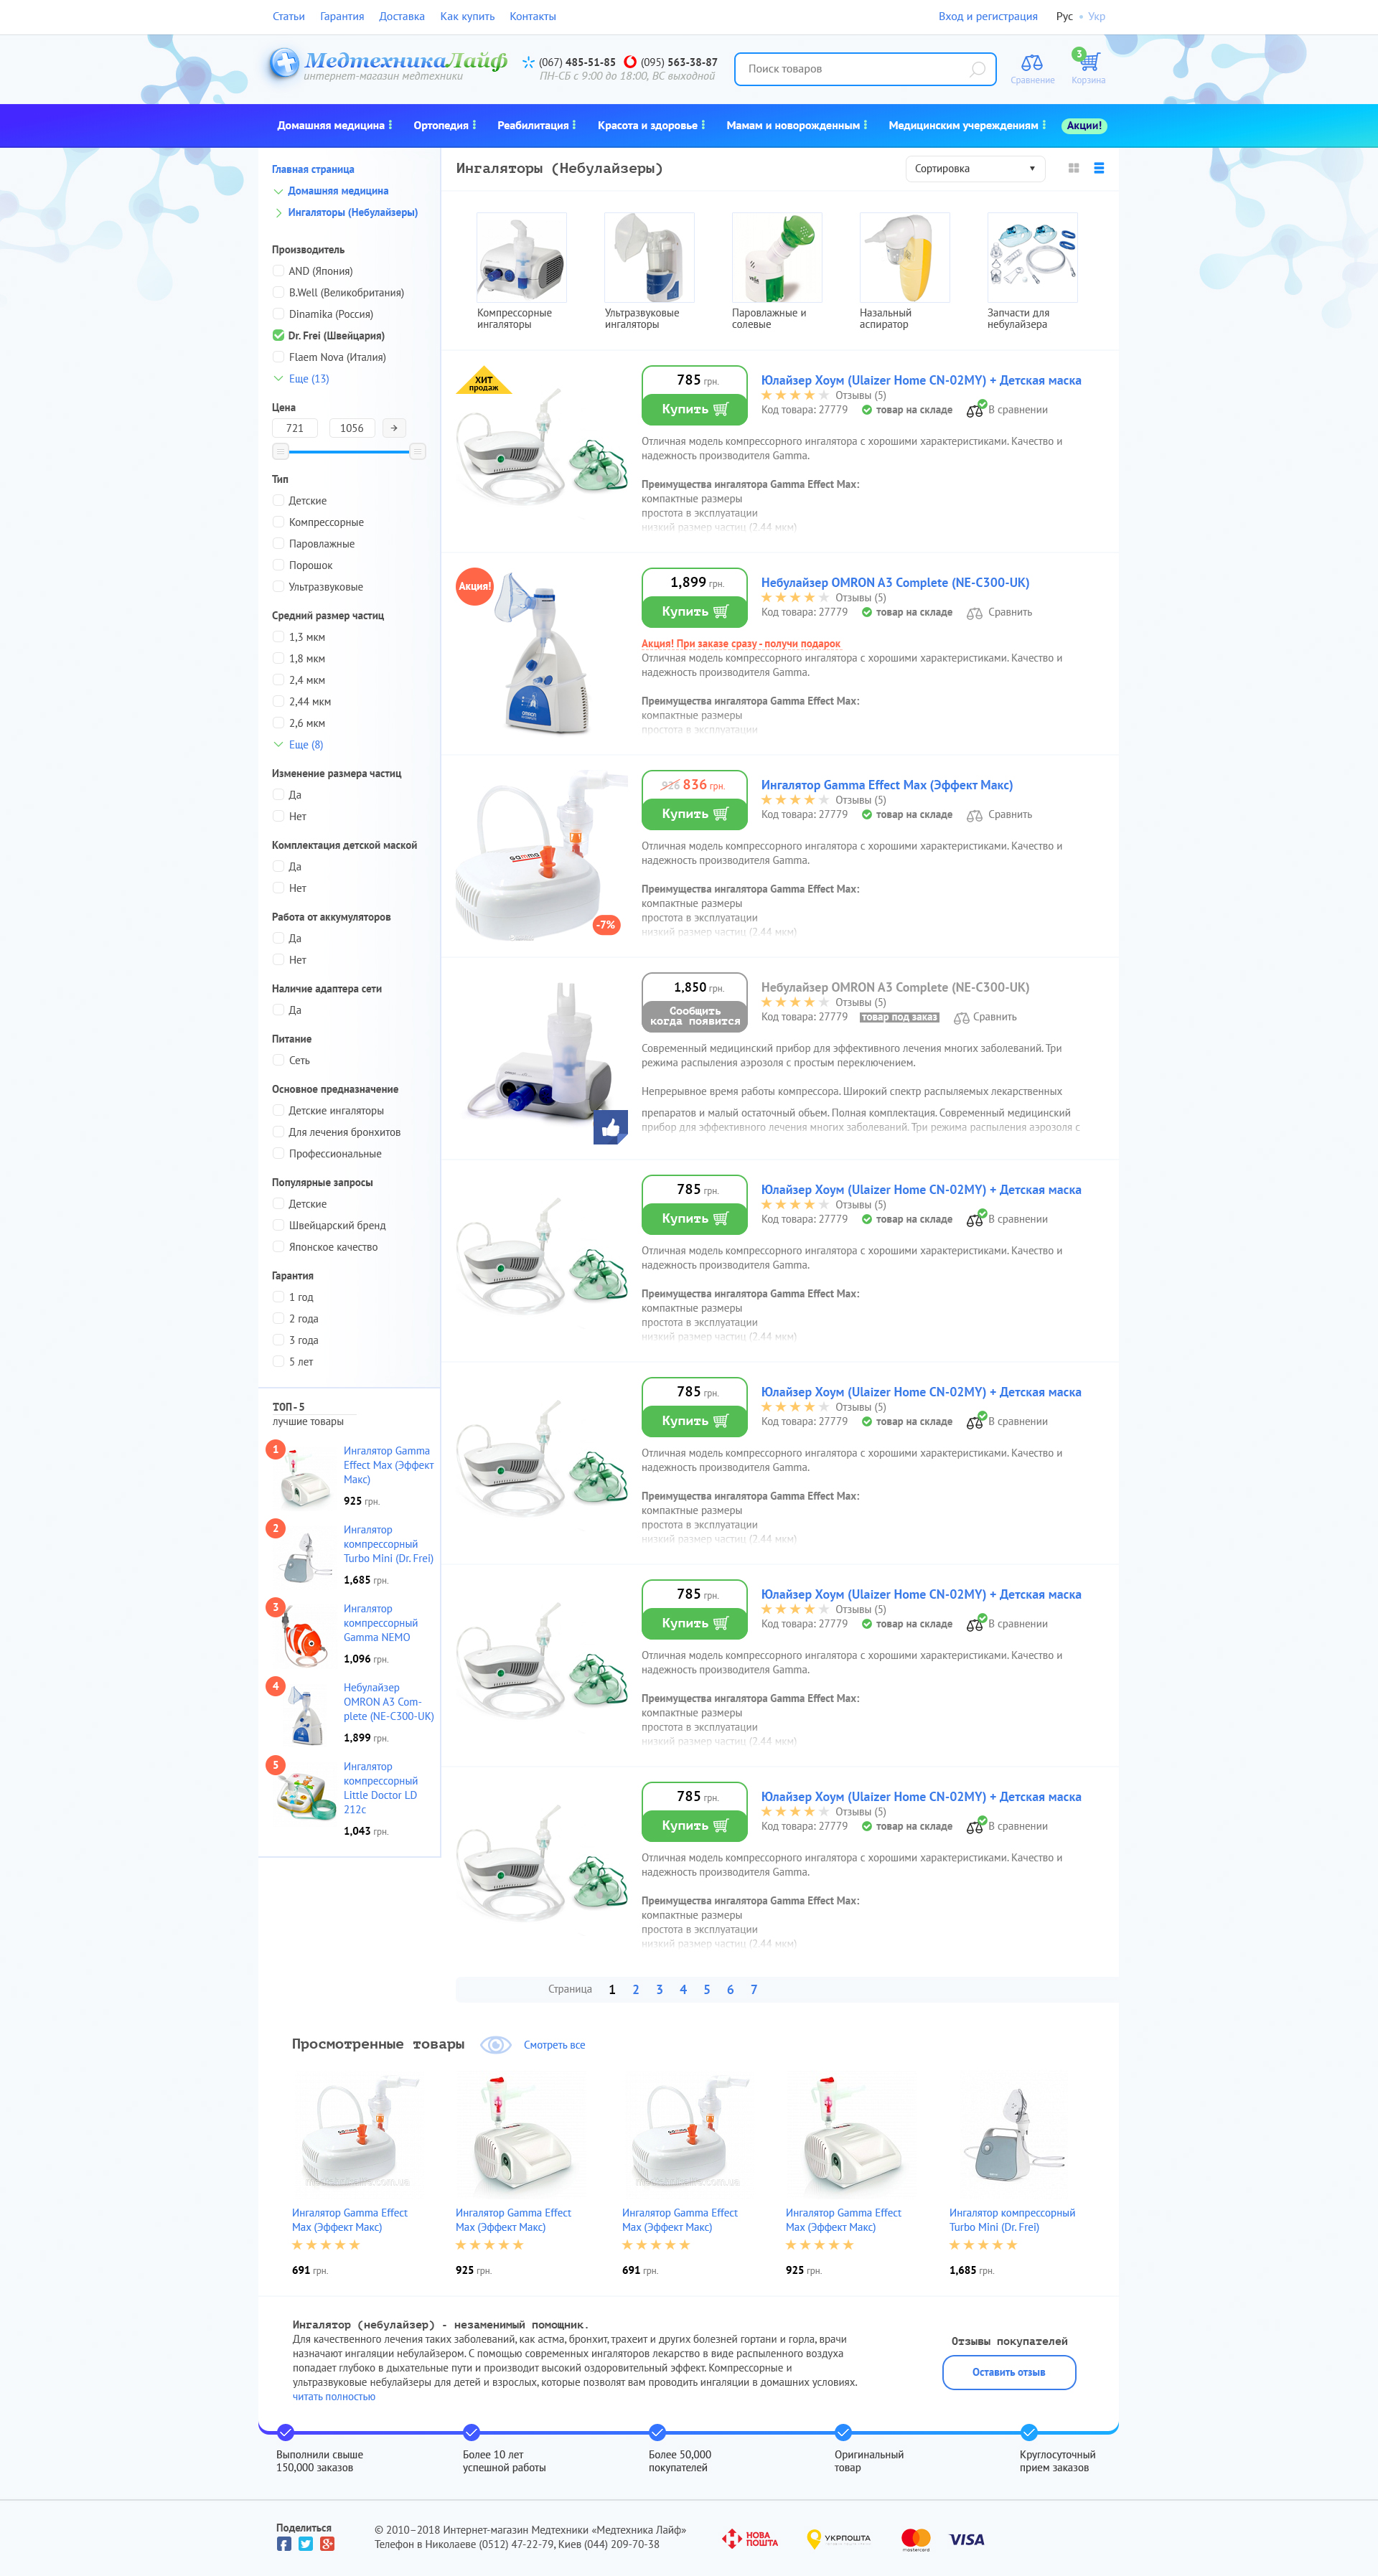 Статьи Гарантия Доставка Как купить Контакты Вход и регистрация Рус • Укр
МедтехникаЛайф
интернет-магазин медтехники
(067) 485-51-85 (095) 563-38-87
ПН-СБ с 9:00 до 18:00, ВС выходной
Поиск товаров
Сравнение
3
Корзина
Домашняя медицина Ортопедия Реабилитация Красота и здоровье Мамам и новорожденным Медицинским учереждениям Акции!
Главная страница
Домашняя медицина
Ингаляторы (Небулайзеры)
Производитель
AND (Япония)
B.Well (Великобритания)
Dinamika (Россия)
Dr. Frei (Швейцария)
Flaem Nova (Италия)
Еще (13)
Цена
721 1056
Тип
Детские
Компрессорные
Паровлажные
Порошок
Ультразвуковые
Средний размер частиц
1,3 мкм
1,8 мкм
2,4 мкм
2,44 мкм
2,6 мкм
Еще (8)
Изменение размера частиц
Да
Нет
Комплектация детской маской
Да
Нет
Работа от аккумуляторов
Да
Нет
Наличие адаптера сети
Да
Питание
Сеть
Основное предназначение
Детские ингаляторы
Для лечения бронхитов
Профессиональные
Популярные запросы
Детские
Швейцарский бренд
Японское качество
Гарантия
1 год
2 года
3 года
5 лет
ТОП-5
лучшие товары
1
Ингалятор Gamma
Effect Max (Эффект
Макс)
925 грн.
2
Ингалятор
компрессорный
Turbo Mini (Dr. Frei)
1,685 грн.
3
Ингалятор
компрессорный
Gamma NEMO
1,096 грн.
4
Небулайзер
OMRON A3 Com-
plete (NE-C300-UK)
1,899 грн.
5
Ингалятор
компрессорный
Little Doctor LD
212c
1,043 грн.
Ингаляторы (Небулайзеры)
Сортировка
Компрессорные
ингаляторы
Ультразвуковые
ингаляторы
Паровлажные и
солевые
Назальный
аспиратор
Запчасти для
небулайзера
ХИТ
продаж
785 грн.
Купить
Юлайзер Хоум (Ulaizer Home CN-02MY) + Детская маска
Отзывы (5)
Код товара: 27779 товар на складе В сравнении
Отличная модель компрессорного ингалятора с хорошими характеристиками. Качество и
надежность производителя Gamma.
Преимущества ингалятора Gamma Effect Max:
компактные размеры
простота в эксплуатации
низкий размер частиц (2.44 мкм)
Акция!
1,899 грн.
Купить
Небулайзер OMRON A3 Complete (NE-C300-UK)
Отзывы (5)
Код товара: 27779 товар на складе Сравнить
Акция! При заказе сразу - получи подарок
Отличная модель компрессорного ингалятора с хорошими характеристиками. Качество и
надежность производителя Gamma.
Преимущества ингалятора Gamma Effect Max:
компактные размеры
простота в эксплуатации
OMRON
gamma
-7%
926 836 грн.
Купить
Ингалятор Gamma Effect Max (Эффект Макс)
Отзывы (5)
Код товара: 27779 товар на складе Сравнить
Отличная модель компрессорного ингалятора с хорошими характеристиками. Качество и
надежность производителя Gamma.
Преимущества ингалятора Gamma Effect Max:
компактные размеры
простота в эксплуатации
низкий размер частиц (2.44 мкм)
1,850 грн.
Сообщить
когда появится
Небулайзер OMRON A3 Complete (NE-C300-UK)
Отзывы (5)
Код товара: 27779 товар под заказ Сравнить
Современный медицинский прибор для эффективного лечения многих заболеваний. Три
режима распыления аэрозоля с простым переключением.
Непрерывное время работы компрессора. Широкий спектр распыляемых лекарственных
препаратов и малый остаточный объем. Полная комплектация. Современный медицинский
прибор для эффективного лечения многих заболеваний. Три режима распыления аэрозоля с
785 грн.
Купить
Юлайзер Хоум (Ulaizer Home CN-02MY) + Детская маска
Отзывы (5)
Код товара: 27779 товар на складе В сравнении
Отличная модель компрессорного ингалятора с хорошими характеристиками. Качество и
надежность производителя Gamma.
Преимущества ингалятора Gamma Effect Max:
компактные размеры
простота в эксплуатации
низкий размер частиц (2.44 мкм)
785 грн.
Купить
Юлайзер Хоум (Ulaizer Home CN-02MY) + Детская маска
Отзывы (5)
Код товара: 27779 товар на складе В сравнении
Отличная модель компрессорного ингалятора с хорошими характеристиками. Качество и
надежность производителя Gamma.
Преимущества ингалятора Gamma Effect Max:
компактные размеры
простота в эксплуатации
низкий размер частиц (2.44 мкм)
785 грн.
Купить
Юлайзер Хоум (Ulaizer Home CN-02MY) + Детская маска
Отзывы (5)
Код товара: 27779 товар на складе В сравнении
Отличная модель компрессорного ингалятора с хорошими характеристиками. Качество и
надежность производителя Gamma.
Преимущества ингалятора Gamma Effect Max:
компактные размеры
простота в эксплуатации
низкий размер частиц (2.44 мкм)
785 грн.
Купить
Юлайзер Хоум (Ulaizer Home CN-02MY) + Детская маска
Отзывы (5)
Код товара: 27779 товар на складе В сравнении
Отличная модель компрессорного ингалятора с хорошими характеристиками. Качество и
надежность производителя Gamma.
Преимущества ингалятора Gamma Effect Max:
компактные размеры
простота в эксплуатации
низкий размер частиц (2.44 мкм)
Страница 1 2 3 4 5 6 7
Просмотренные товары Смотреть все
Ингалятор Gamma Effect
Max (Эффект Макс)
691 грн.
Ингалятор Gamma Effect
Max (Эффект Макс)
925 грн.
Ингалятор Gamma Effect
Max (Эффект Макс)
691 грн.
Ингалятор Gamma Effect
Max (Эффект Макс)
925 грн.
Ингалятор компрессорный
Turbo Mini (Dr. Frei)
1,685 грн.
Ингалятор (небулайзер) - незаменимый помощник.
Для качественного лечения таких заболеваний, как астма, бронхит, трахеит и других болезней гортани и горла, врачи
назначают ингаляции небулайзером. С помощью современных ингаляторов лекарство в виде распыленного воздуха
попадает глубоко в дыхательные пути и производит высокий оздоровительный эффект. Компрессорные и
ультразвуковые небулайзеры для детей и взрослых, которые позволят вам проводить ингаляции в домашних условиях.
читать полностью
Отзывы покупателей
Оставить отзыв
Выполнили свыше
150,000 заказов
Более 10 лет
успешной работы
Более 50,000
покупателей
Оригинальный
товар
Круглосуточный
прием заказов
Поделиться
© 2010–2018 Интернет-магазин Медтехники «Медтехника Лайф»
Телефон в Николаеве (0512) 47-22-79, Киев (044) 209-70-38
НОВА
ПОШТА
УКРПОШТА
mastercard
VISA